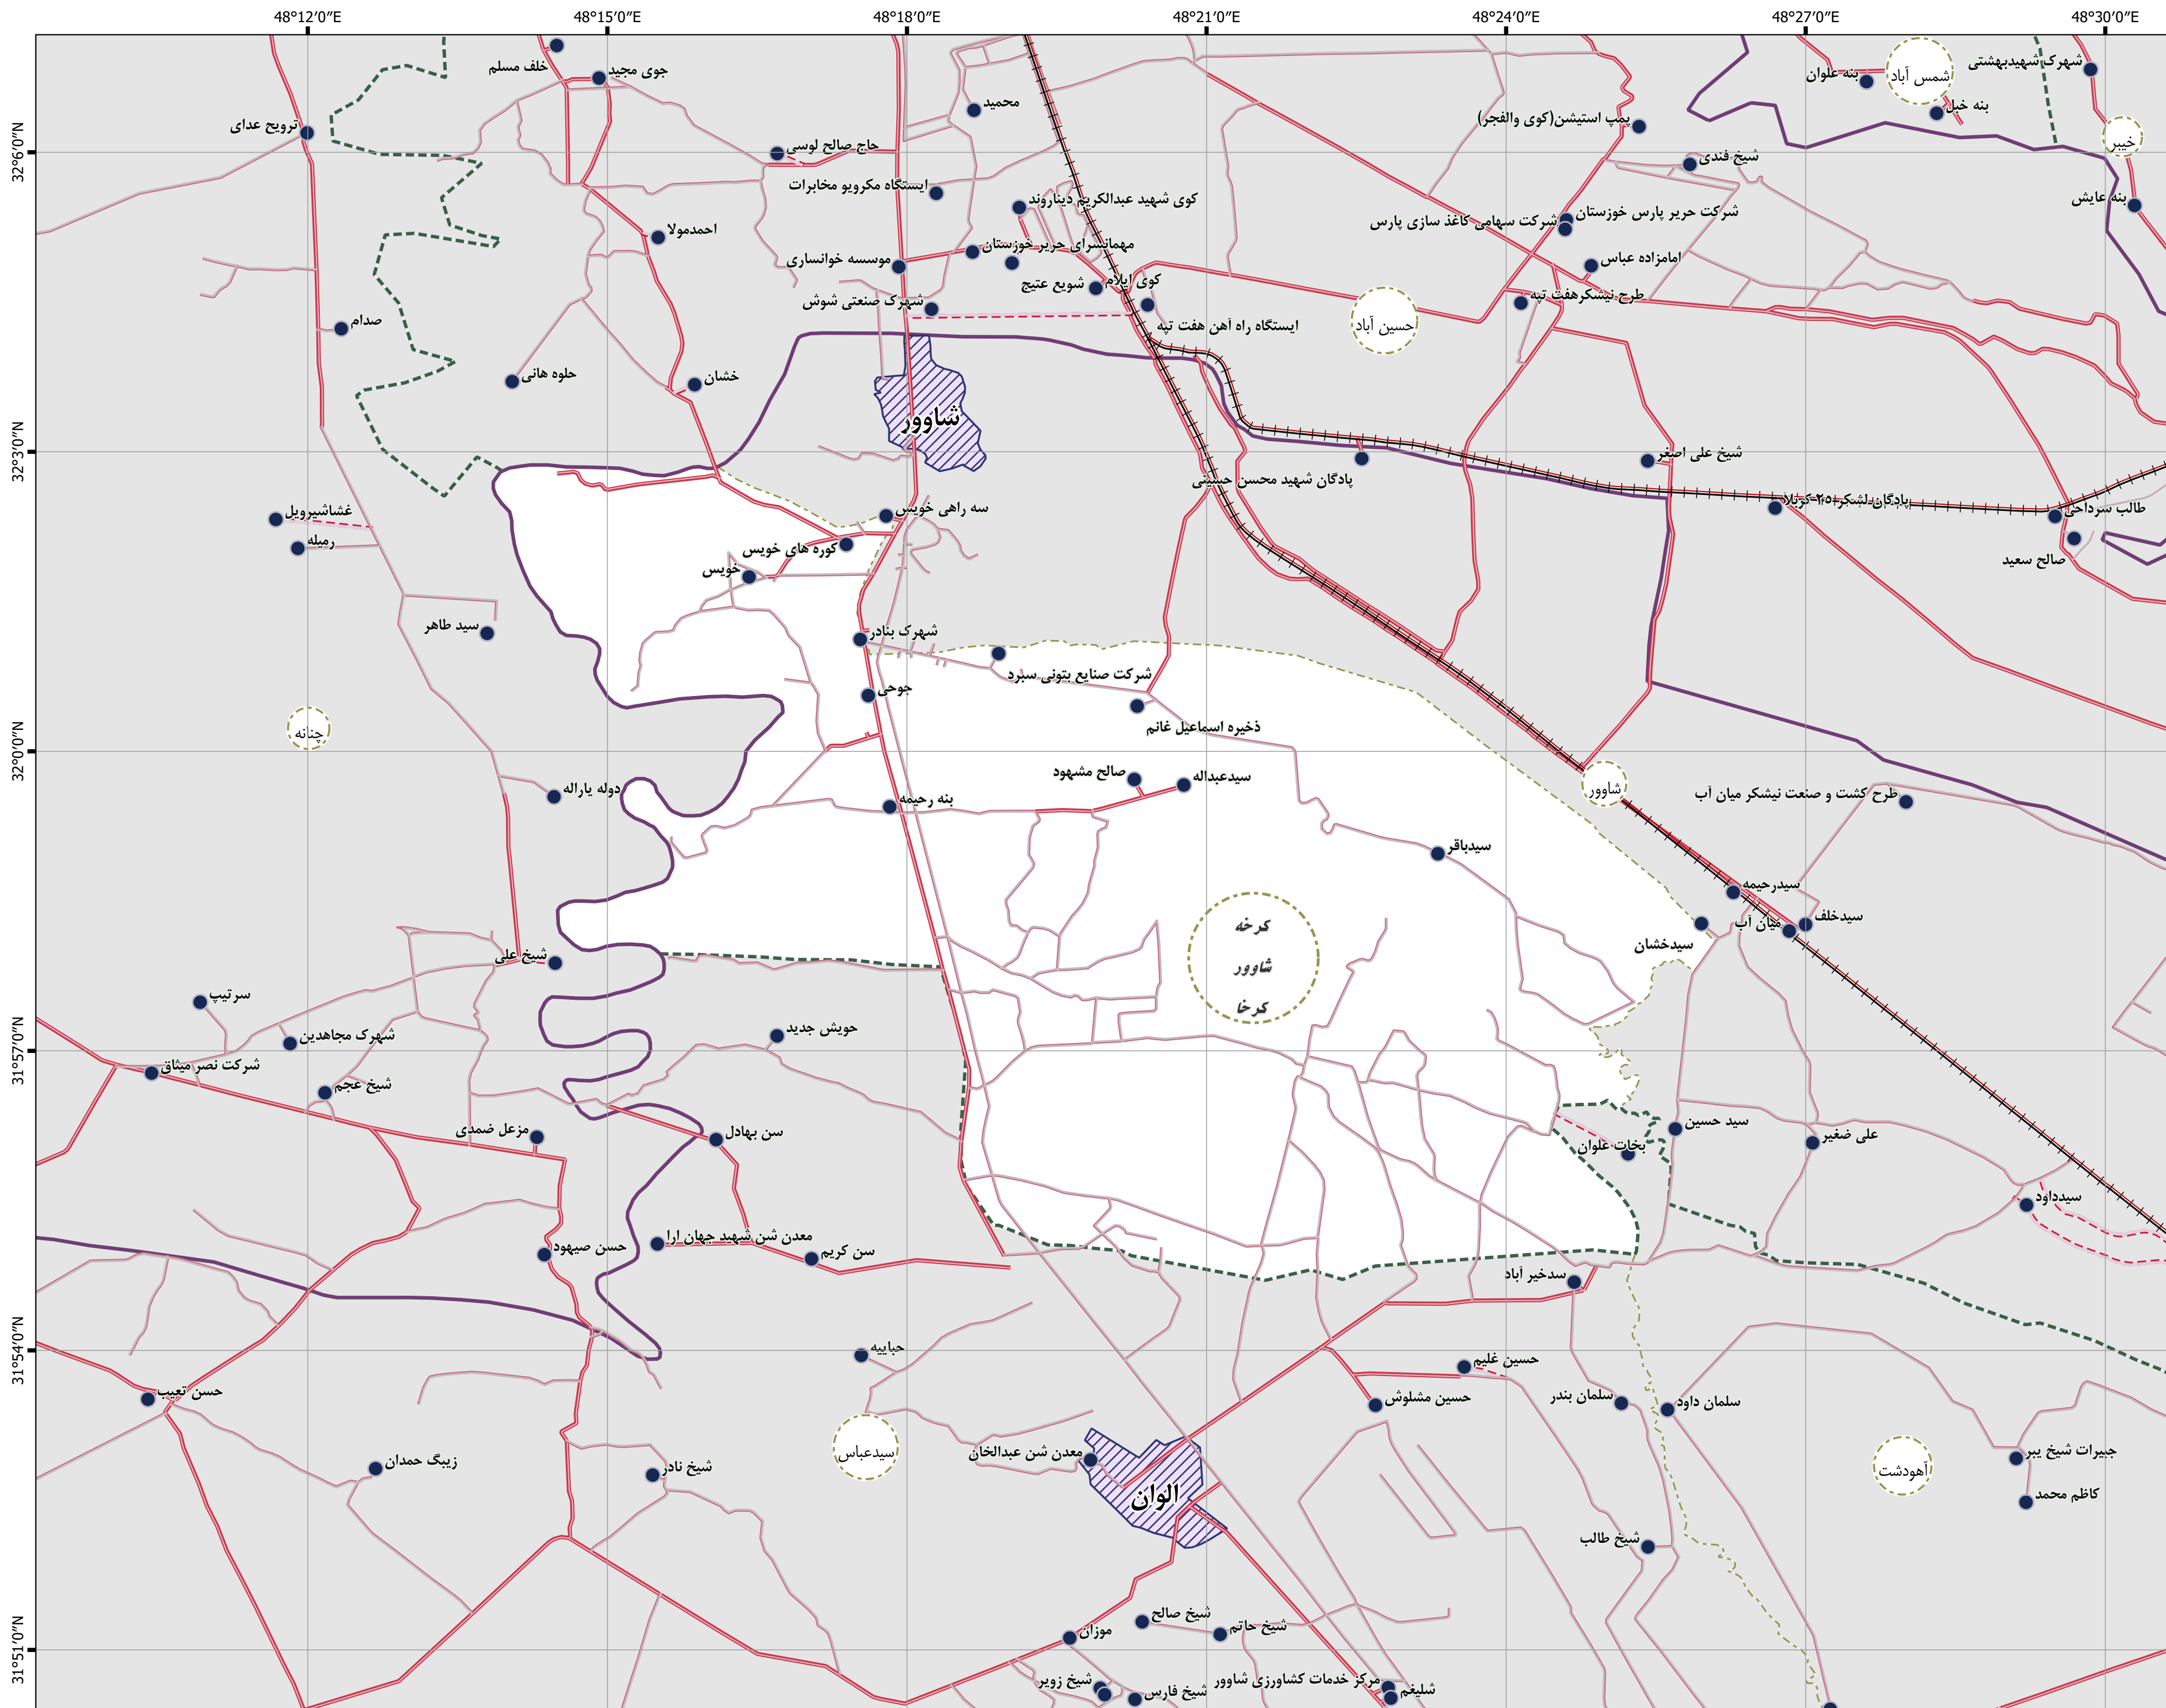 48°12′0″E 48°15′0″E 48°18′0″E 48°21′0″E 48°24′0″E 48°27′0″E 48°30′0″E
خلف مسلم
جوی مجید
محمید
بنه علوان
شمس آباد
شهرک شهیدبهشتی
بنه خبل
خیبر
ترویح عدای
پمپ استیشن(کوی والفجر)
32°6′0″N
حاج صالح لوسی
شیخ فندی
ایستگاه مکرویو مخابرات
کوی شهید عبدالکریم دیناروند
بنه عایش
شرکت حریر پارس خوزستان
شرکت سهامی کاغذ سازی پارس
احمدمولا
مهمانسرای حریر خوزستان
موسسه خوانساری
امامزاده عباس
کوی ایلام
شویع عتیج
طرح نیشکرهفت تپه
شهرک صنعتی شوش
صدام
حسین آباد
ایستگاه راه آهن هفت تپه
حلوه هانی
خشان
شاوور
32°3′0″N
شیخ علی اصغر
پادگان شهید محسن حسینی
پادگان لشکر ۲۵ کربلا
طالب سرداحی
غشاشیرویل
سه راهی خویس
رمیله
کوره های خویس
صالح سعید
خویس
سید طاهر
شهرک بنادر
شرکت صنایع بتونی سبرد
جوحی
ذخیره اسماعیل غانم
چنانه
32°0′0″N
صالح مشهود
سیدعبداله
دوله یاراله
بنه رحیمه
شاوور
طرح کشت و صنعت نیشکر میان آب
سیدباقر
سیدرحیمه
سیدخلف
میان آب
سیدخشان
کرخه
شاوور
کرخا
شیخ علی
سرتیپ
شهرک مجاهدین
حویش جدید
31°57′0″N
شرکت نصر میثاق
شیخ عجم
مزعل ضمدی
سن بهادل
سید حسین
علی ضغیر
بخات علوان
سیدداود
حسن صیهود
معدن شن شهید جهان ارا
سن کریم
سدخیر آباد
31°54′0″N
حبابیه
حسین غلیم
حسن تعیب
حسین مشلوش
سلمان بندر
سلمان داود
سیدعباس
معدن شن عبدالخان
جبیرات شیخ یبر
زبیگ حمدان
شیخ نادر
آهودشت
الوان
کاظم محمد
شیخ طالب
شیخ صالح
شیخ حاتم
موزان
31°51′0″N
شیخ زویر
شیخ فارس
مرکز خدمات کشاورزی شاوور
شلیغم